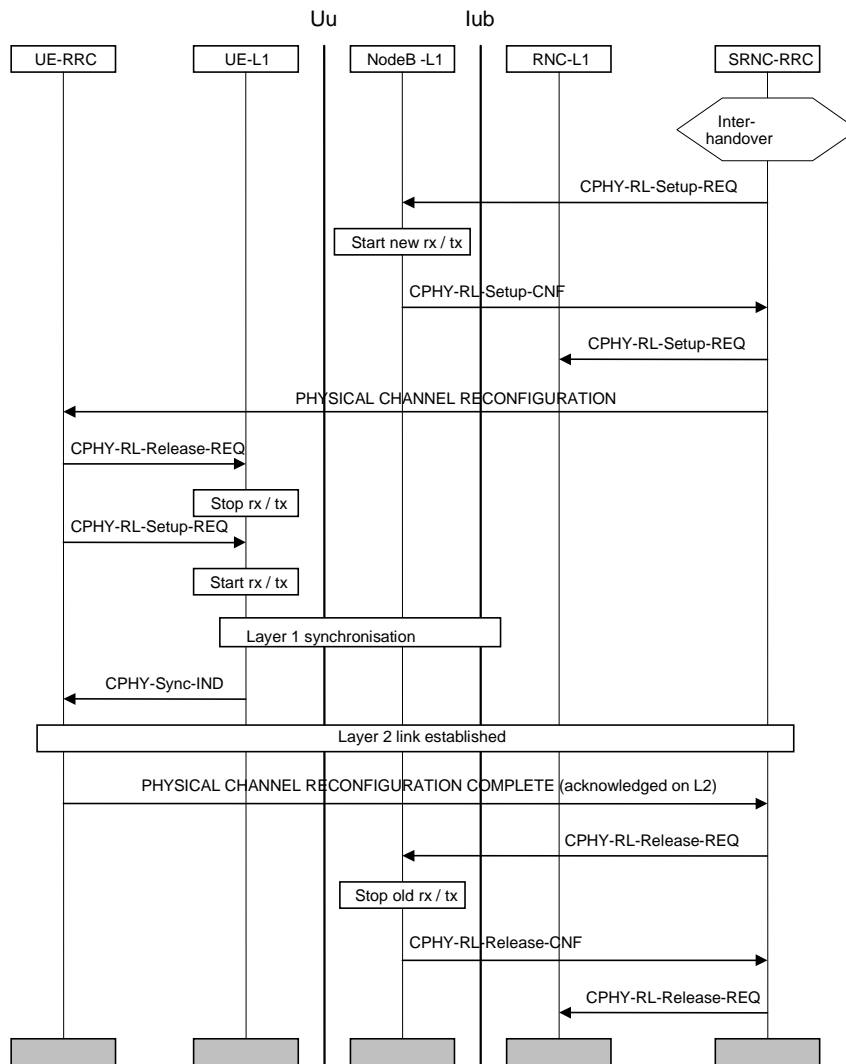 Uu
Iub
UE-RRC
UE-L1
NodeB -L1
RNC-L1
SRNC-RRC
Inter-
handover
CPHY-RL-Setup-REQ
Start new rx / tx
CPHY-RL-Setup-CNF
CPHY-RL-Setup-REQ
PHYSICAL CHANNEL RECONFIGURATION
CPHY-RL-Release-REQ
Stop rx / tx
CPHY-RL-Setup-REQ
Start rx / tx
Layer 1 synchronisation
CPHY-Sync-IND
Layer 2 link established
PHYSICAL CHANNEL RECONFIGURATION COMPLETE (acknowledged on L2)
CPHY-RL-Release-REQ
Stop old rx / tx
CPHY-RL-Release-CNF
CPHY-RL-Release-REQ